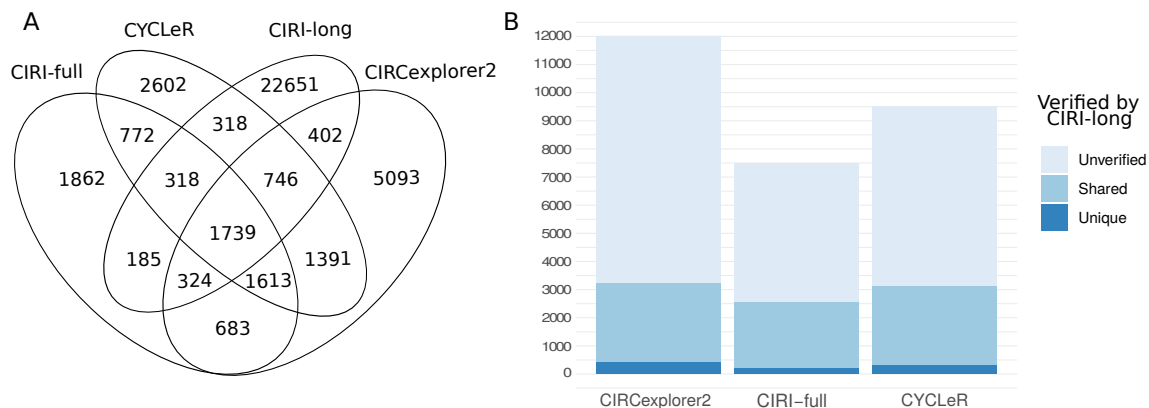 A
CYCLeR
CIRI-long
CIRI-full
CIRCexplorer2
2602
22651
772
318
402
1862
318
746
5093
1739
185
324
1613
1391
683
B
12000
11000
10000
9000
8000
7000
6000
5000
4000
3000
2000
1000
0
CIRCexplorer2
CIRI−full
CYCLeR
Verified by
CIRI-long
Unverified
Shared
Unique